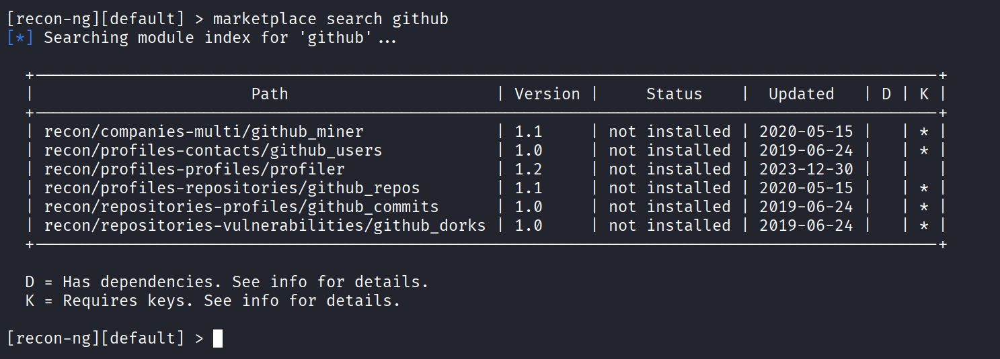 [recon-ng][default] > marketplace search github
[*] Searching module index for 'github'...
+---------------------------------------------------------------------------------------------------+
| Path | Version | Status | Updated | D | K |
+---------------------------------------------------------------------------------------------------+
| recon/companies-multi/github_miner | 1.1 | not installed | 2020-05-15 | | * |
| recon/profiles-contacts/github_users | 1.0 | not installed | 2019-06-24 | | * |
| recon/profiles-profiles/profiler | 1.2 | not installed | 2023-12-30 | | |
| recon/profiles-repositories/github_repos | 1.1 | not installed | 2020-05-15 | | * |
| recon/repositories-profiles/github_commits | 1.0 | not installed | 2019-06-24 | | * |
| recon/repositories-vulnerabilities/github_dorks | 1.0 | not installed | 2019-06-24 | | * |
+---------------------------------------------------------------------------------------------------+
D = Has dependencies. See info for details.
K = Requires keys. See info for details.
[recon-ng][default] >